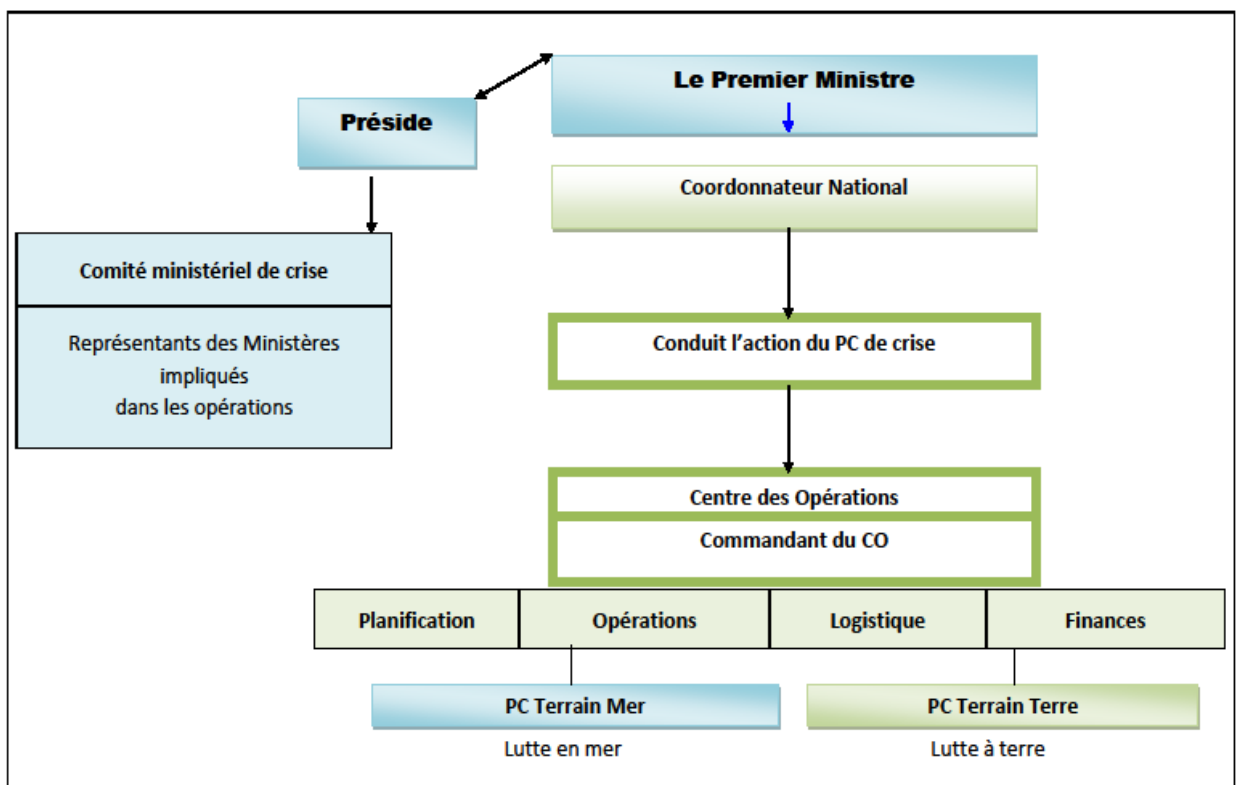 Le Premier Ministre
Préside
Coordonnateur National
Comité ministériel de crise
Représentants des Ministères
impliqués
dans les opérations
Conduit l’action du PC de crise
Centre des Opérations
Commandant du CO
Planification
Opérations
Logistique
Finances
PC Terrain Mer
PC Terrain Terre
Lutte en mer
Lutte à terre